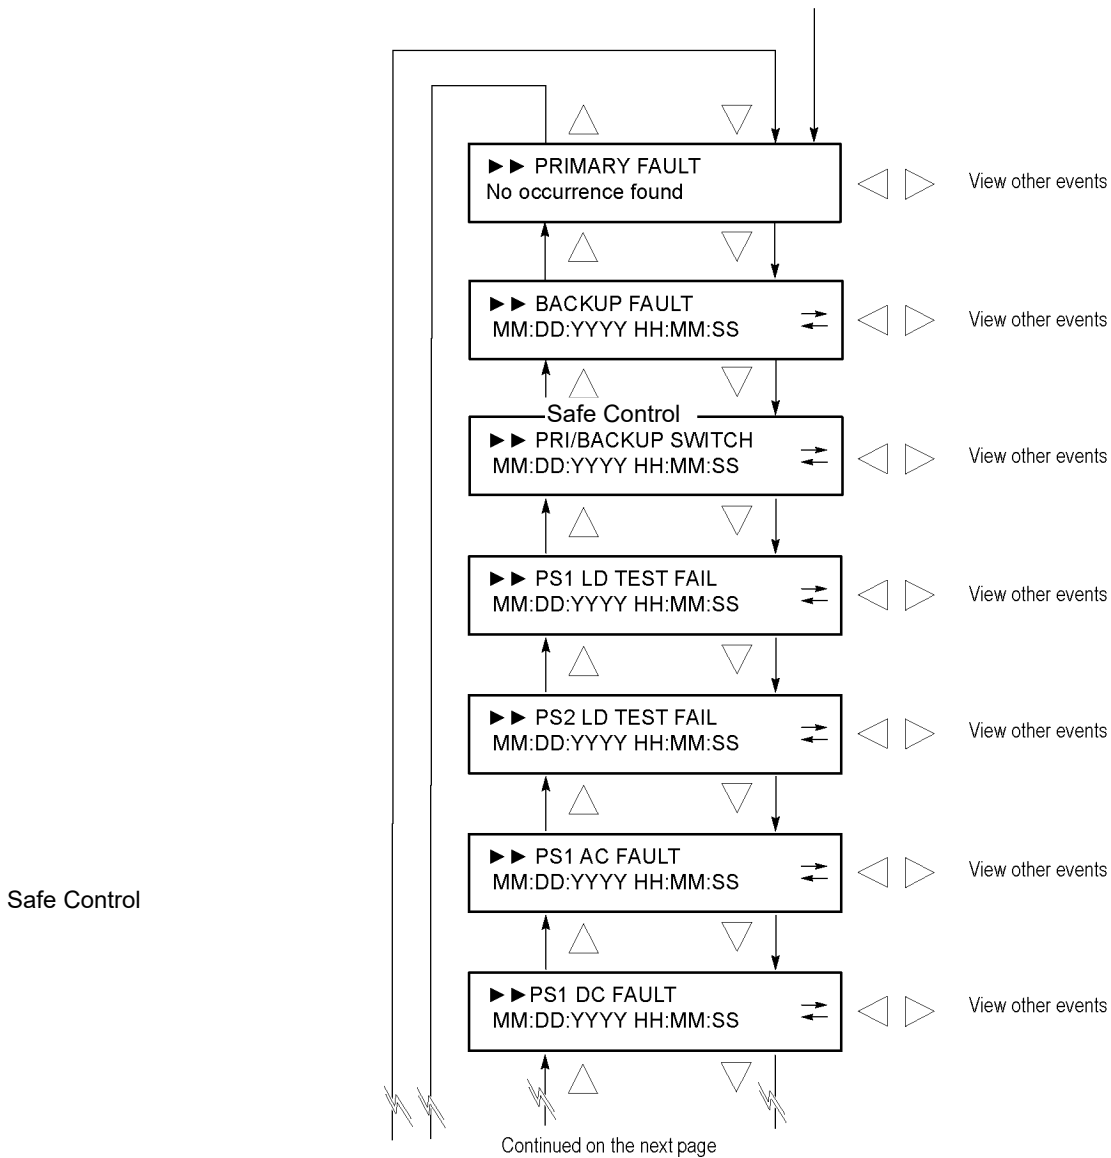 ►► PRIMARY FAULT
No occurrence found
View other events
►► BACKUP FAULT
MM:DD:YYYY HH:MM:SS
View other events
Safe Control
►► PRI/BACKUP SWITCH
MM:DD:YYYY HH:MM:SS
View other events
►► PS1 LD TEST FAIL
MM:DD:YYYY HH:MM:SS
View other events
►► PS2 LD TEST FAIL
MM:DD:YYYY HH:MM:SS
View other events
►► PS1 AC FAULT
MM:DD:YYYY HH:MM:SS
View other events
Safe Control
►►PS1 DC FAULT
MM:DD:YYYY HH:MM:SS
View other events
Continued on the next page